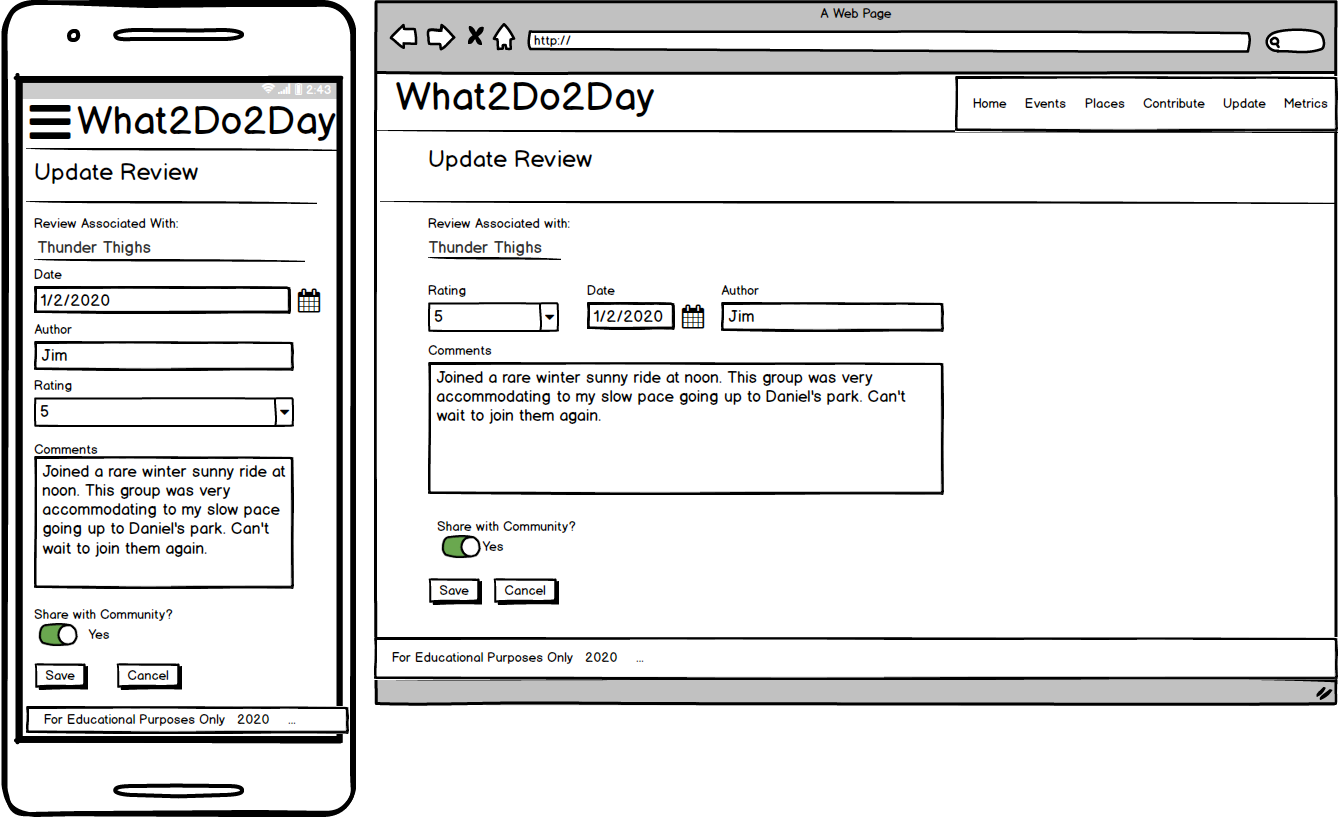 2:43
What2Do2Day
Update Review
Review Associated With:
Thunder Thighs
Date
1/2/2020
Author
Jim
Rating
5
Comments
Joined a rare winter sunny ride at
noon. This group was very
accommodating to my slow pace
going up to Daniel's park. Can't
wait to join them again.
Share with Community?
Yes
Save Cancel
For Educational Purposes Only 2020 ...
A Web Page
http://
What2Do2Day
Home Events Places Contribute Update Metrics
Update Review
Review Associated with:
Thunder Thighs
Rating Date Author
5 1/2/2020 Jim
Comments
Joined a rare winter sunny ride at noon. This group was very
accommodating to my slow pace going up to Daniel's park. Can't
wait to join them again.
Share with Community?
Yes
Save Cancel
For Educational Purposes Only 2020 ...